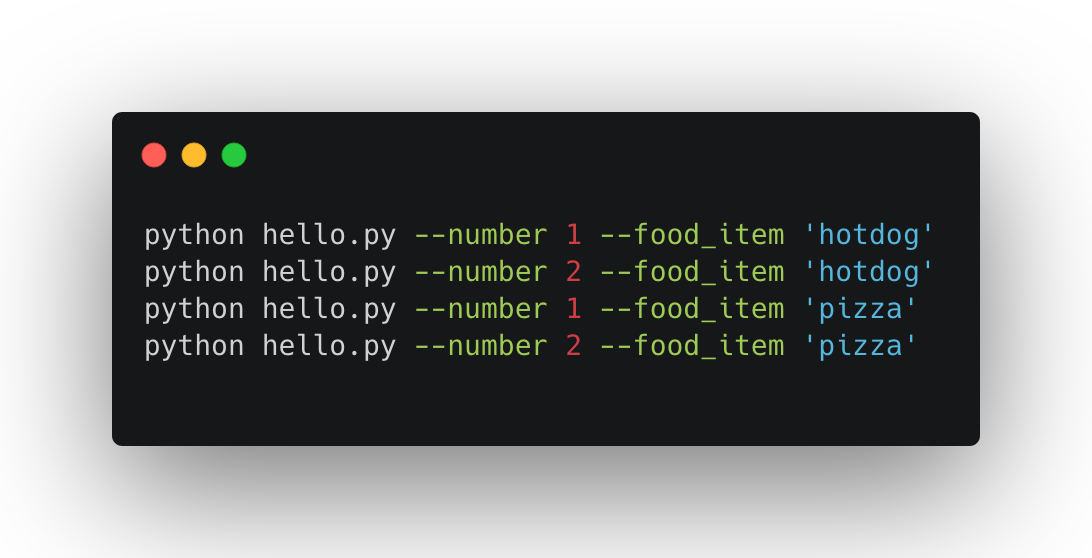 python hello.py --number 1 --food_item 'hotdog'
python hello.py --number 2 --food_item 'hotdog'
python hello.py --number 1 --food_item 'pizza'
python hello.py --number 2 --food_item 'pizza'